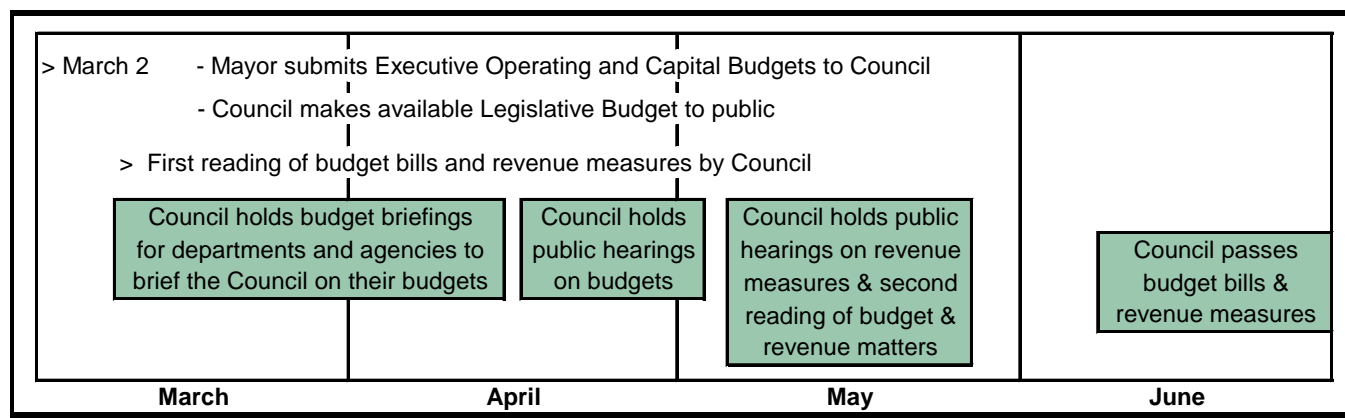 > March 2 - Mayor submits Executive Operating and Capital Budgets to Council
- Council makes available Legislative Budget to public
> First reading of budget bills and revenue measures by Council
Council holds budget briefings
for departments and agencies to
brief the Council on their budgets
Council holds
public hearings
on budgets
Council holds public
hearings on revenue
measures & second
reading of budget &
revenue matters
Council passes
budget bills &
revenue measures
March April May June